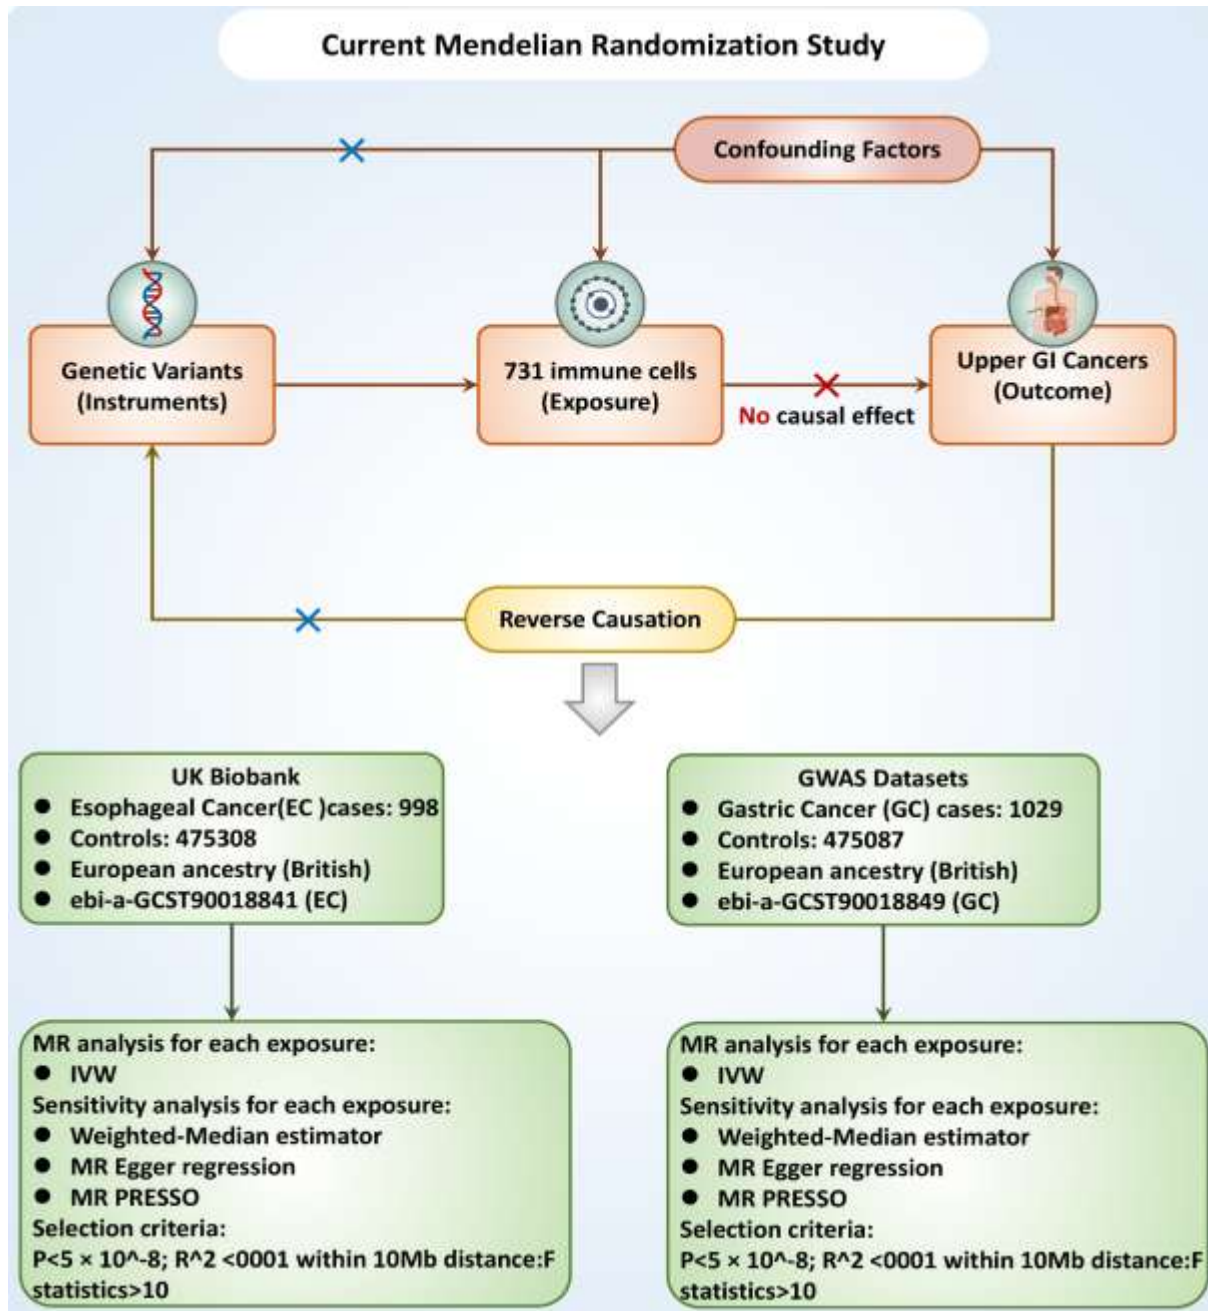 Current Mendelian Randomization Study
Confounding Factors
Genetic Variants
(Instruments)
731 immune cells
(Exposure)
No causal effect
Upper GI Cancers
(Outcome)
Reverse Causation
UK Biobank
● Esophageal Cancer(EC )cases: 998
● Controls: 475308
● European ancestry (British)
● ebi-a-GCST90018841 (EC)
GWAS Datasets
● Gastric Cancer (GC) cases: 1029
● Controls: 475087
● European ancestry (British)
● ebi-a-GCST90018849 (GC)
MR analysis for each exposure:
● IVW
Sensitivity analysis for each exposure:
● Weighted-Median estimator
● MR Egger regression
● MR PRESSO
Selection criteria:
P<5 × 10^-8; R^2 <0001 within 10Mb distance:F
statistics>10
MR analysis for each exposure:
● IVW
Sensitivity analysis for each exposure:
● Weighted-Median estimator
● MR Egger regression
● MR PRESSO
Selection criteria:
P<5 × 10^-8; R^2 <0001 within 10Mb distance:F
statistics>10